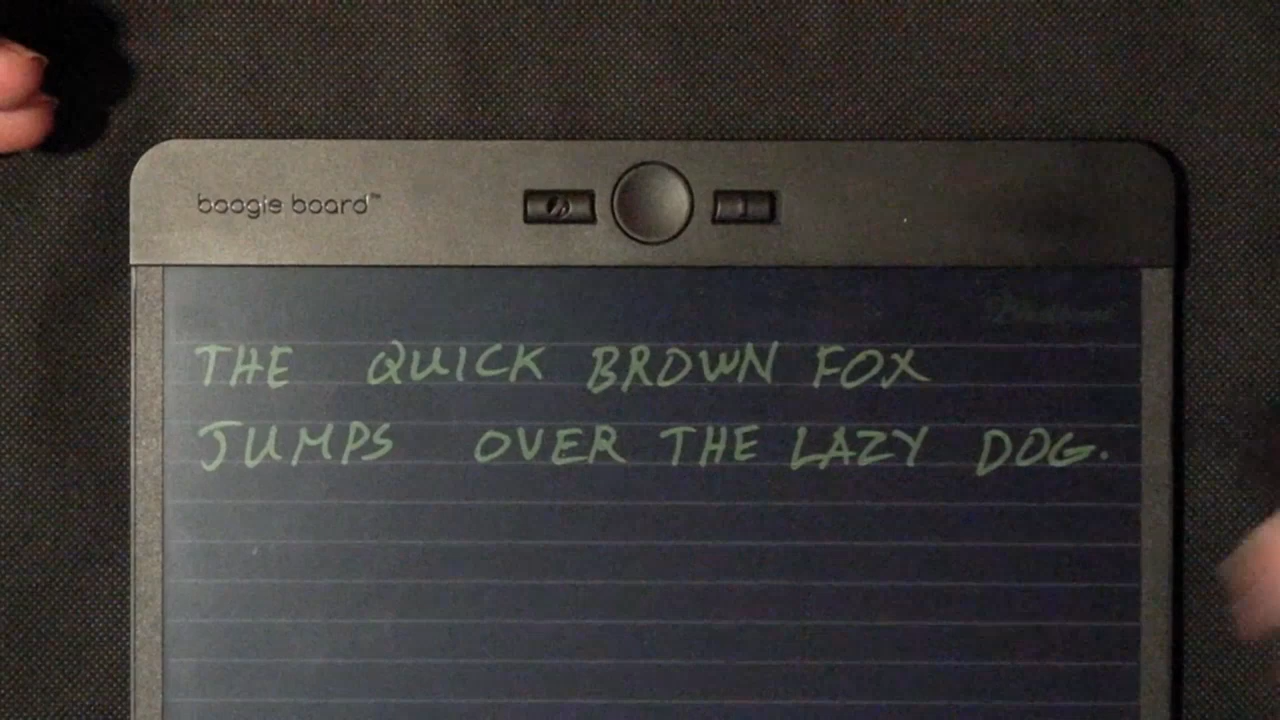 boogie board™
THE QUICK BROWN FOX
JUMPS OVER THE LAZY DOG.